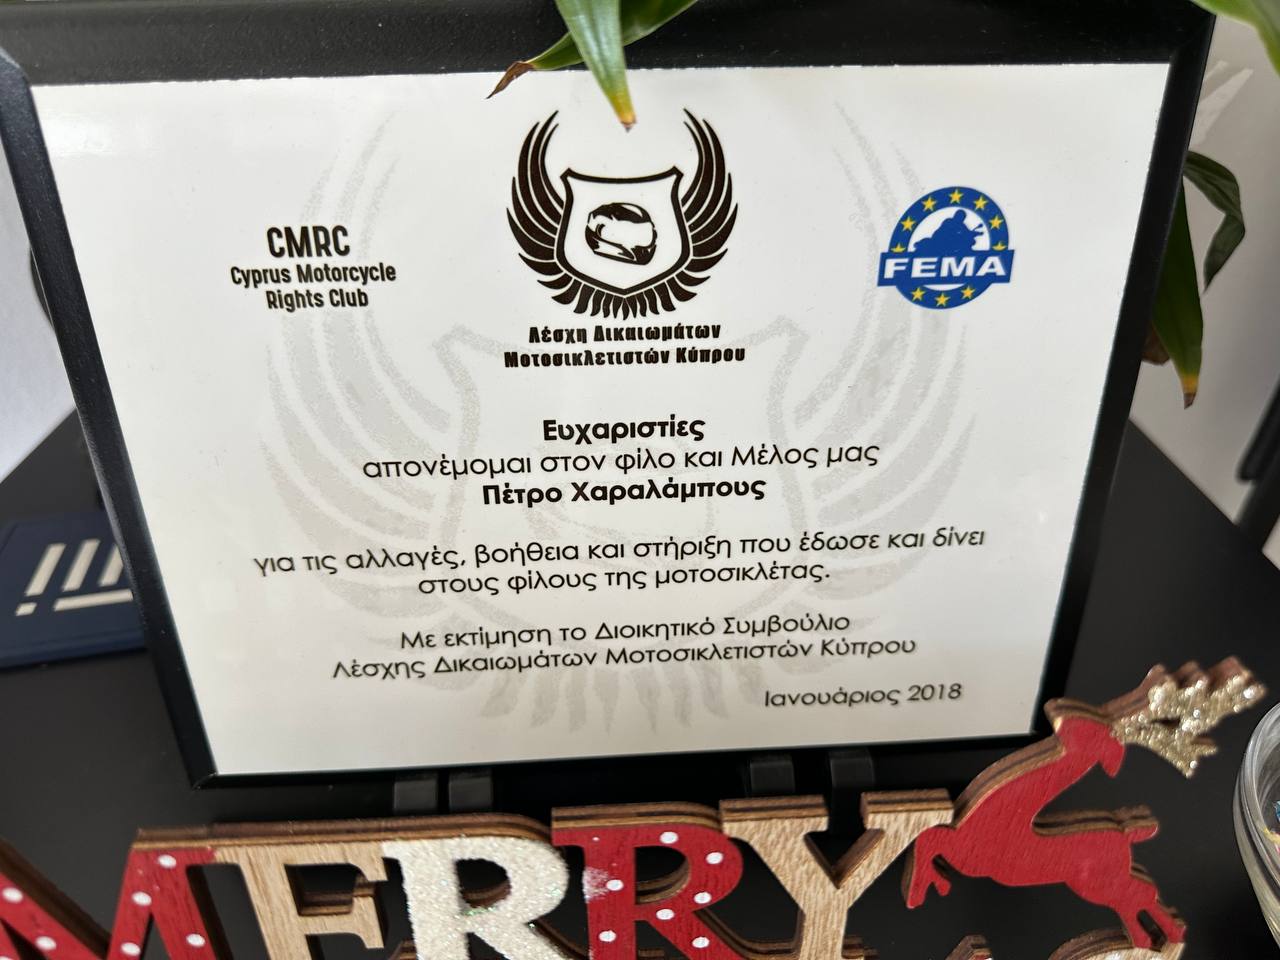 CMRC
Cyprus Motorcycle
Rights Club
Λέσχη Δικαιωμάτων
Μοτοσικλετιστών Κύπρου
FEMA
Ευχαριστίες
απονέμομαι στον φίλο και Μέλος μας
Πέτρο Χαραλάμπους
για τις αλλαγές, βοήθεια και στήριξη που έδωσε και δίνει
στους φίλους της μοτοσικλέτας.
Με εκτίμηση το Διοικητικό Συμβούλιο
Λέσχης Δικαιωμάτων Μοτοσικλετιστών Κύπρου
Ιανουάριος 2018
MERRY